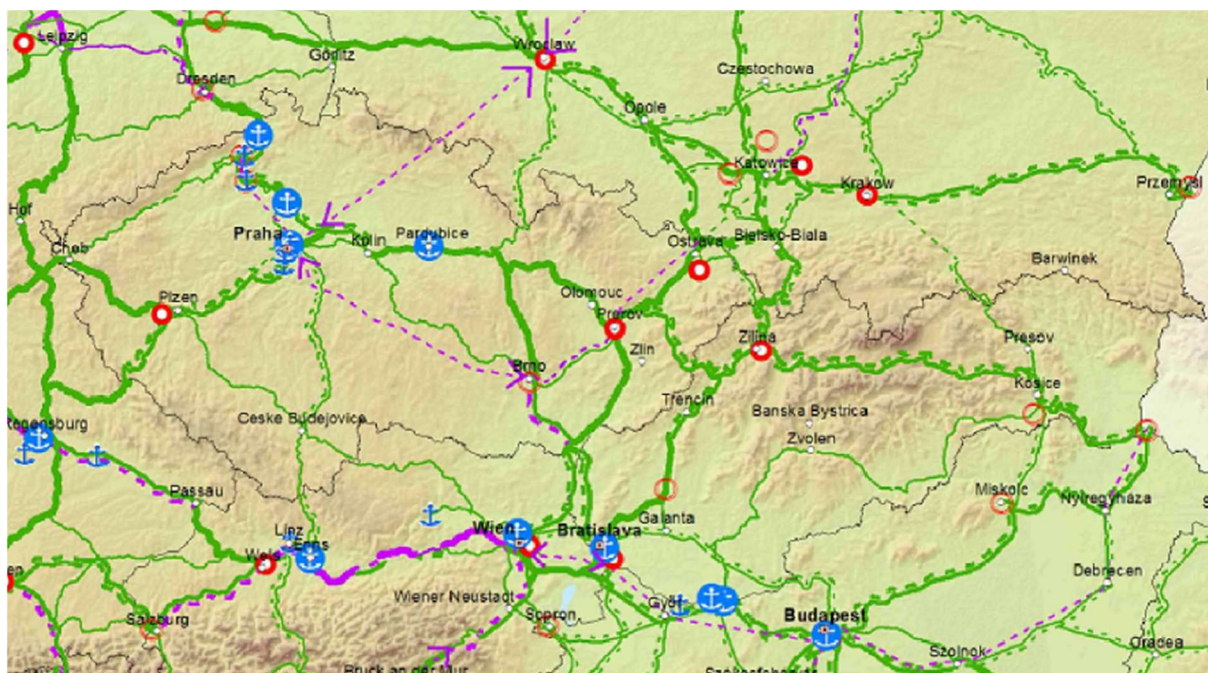 Leipzig
Görlitz
Wroclaw
Czestochowa
Dresden
Opole
Katowice
Krakow
Przemysl
Hof
Praha
Kolin
Pardubice
Cheb
Ostrava
Bielsko-Biala
Barwinek
Plzen
Olomouc
Prerov
Zilina
Presov
Zlin
Brno
Kosice
Trencin
Banska Bystrica
Zvolen
Regensburg
Ceske Budejovice
Passau
Miskolc
Nyiregyhaza
Galanta
Linz
Enns
Wels
Wien
Bratislava
Debrecen
Wiener Neustadt
Györ
Sopron
Budapest
Salzburg
Szolnok
Oradea
Bruck an der Mur